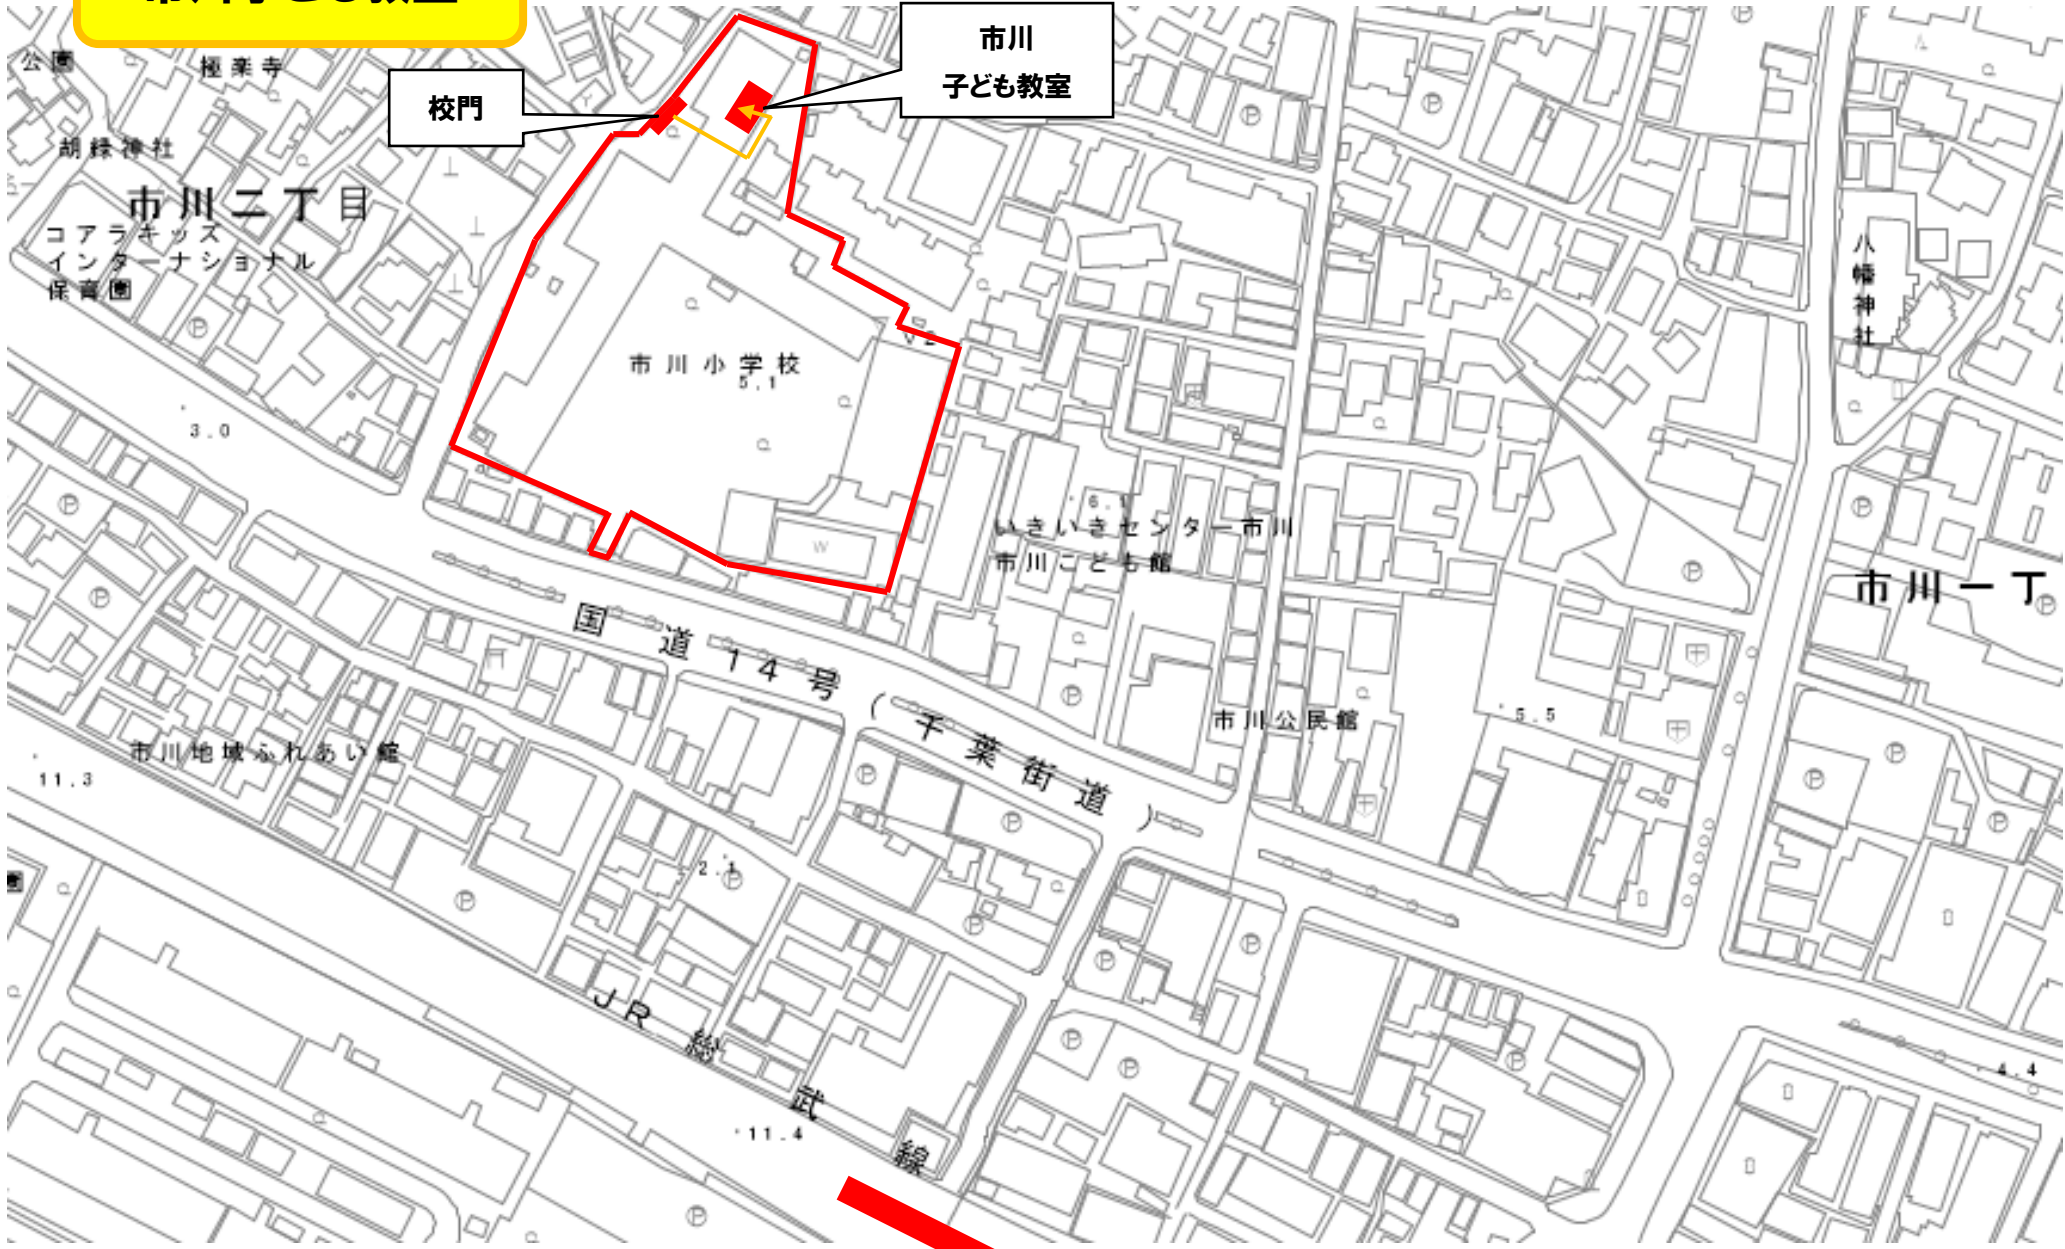 市川
子ども教室
校門
公園
極楽寺
胡録神社
市川二丁目
コアラキッズ
インターナショナル
保育園
八
幡
神
社
市川小学校
5.1
3.0
6.1
いきいきセンター市川
市川こども館
市川一丁
国道14号(千葉街道)
市川公民館
5.5
市川地域ふれあい館
11.3
2.1
JR総武線
11.4
4.4